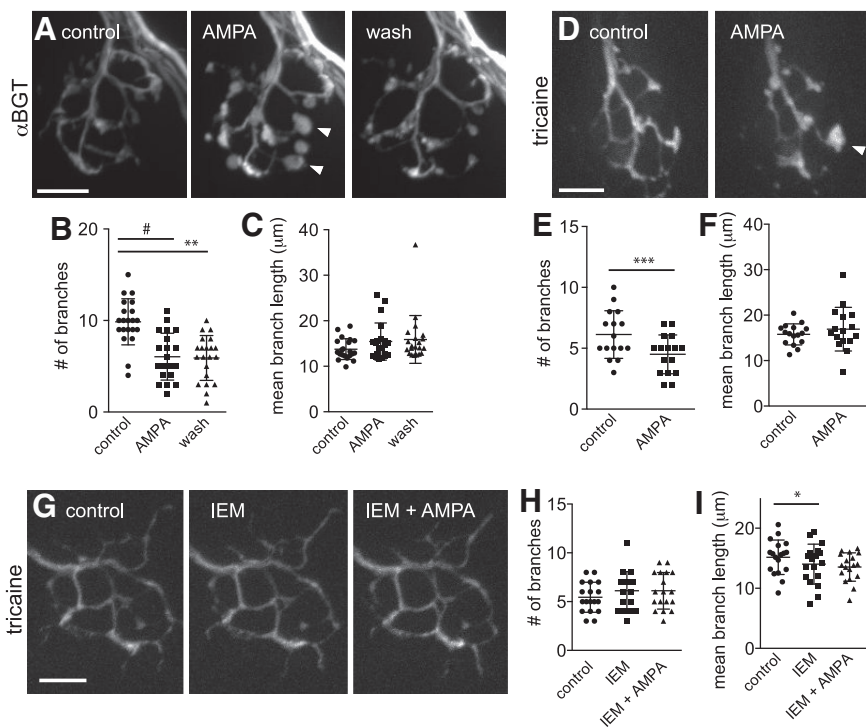 A control AMPA wash
αBGT
D control AMPA
tricaine
B
# of branches
20
10
0
#
**
control
AMPA
wash
C
mean branch length (μm)
40
30
20
10
0
control
AMPA
wash
E
# of branches
15
10
5
0
***
control
AMPA
F
mean branch length (μm)
40
30
20
10
0
control
AMPA
G control IEM IEM + AMPA
tricaine
H
# of branches
15
10
5
0
control
IEM
IEM + AMPA
I
mean branch length (μm)
20
10
0
*
control
IEM
IEM + AMPA